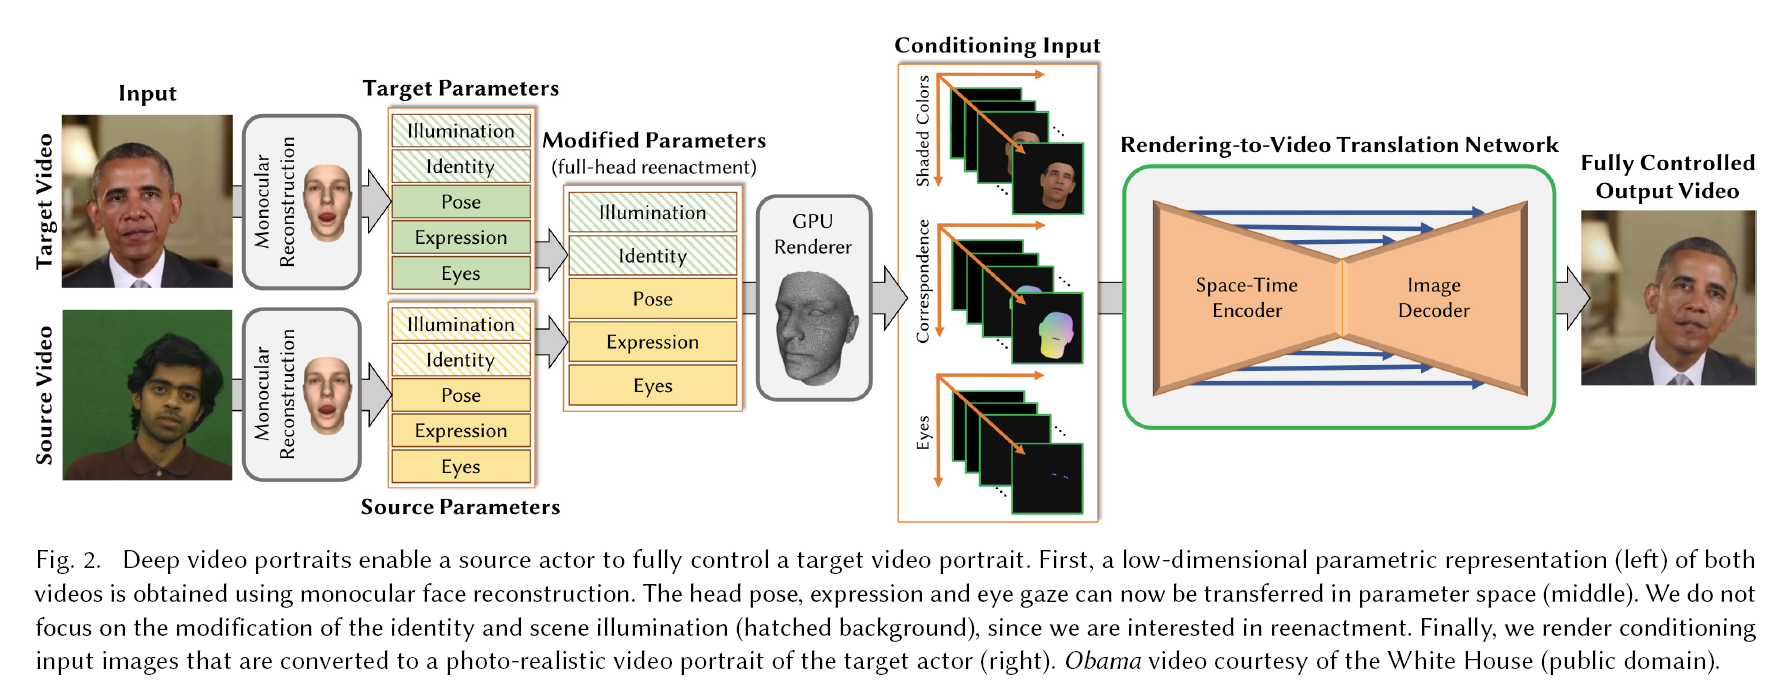 Input
Target Video
Source Video
Monocular
Reconstruction
Monocular
Reconstruction
Target Parameters
Illumination
Identity
Pose
Expression
Eyes
Illumination
Identity
Pose
Expression
Eyes
Source Parameters
Modified Parameters
(full-head reenactment)
Illumination
Identity
Pose
Expression
Eyes
GPU
Renderer
Conditioning Input
Shaded Colors
Correspondence
Eyes
Rendering-to-Video Translation Network
Space-Time
Encoder
Image
Decoder
Fully Controlled
Output Video
Fig. 2. Deep video portraits enable a source actor to fully control a target video portrait. First, a low-dimensional parametric representation (left) of both
videos is obtained using monocular face reconstruction. The head pose, expression and eye gaze can now be transferred in parameter space (middle). We do not
focus on the modification of the identity and scene illumination (hatched background), since we are interested in reenactment. Finally, we render conditioning
input images that are converted to a photo-realistic video portrait of the target actor (right). Obama video courtesy of the White House (public domain).